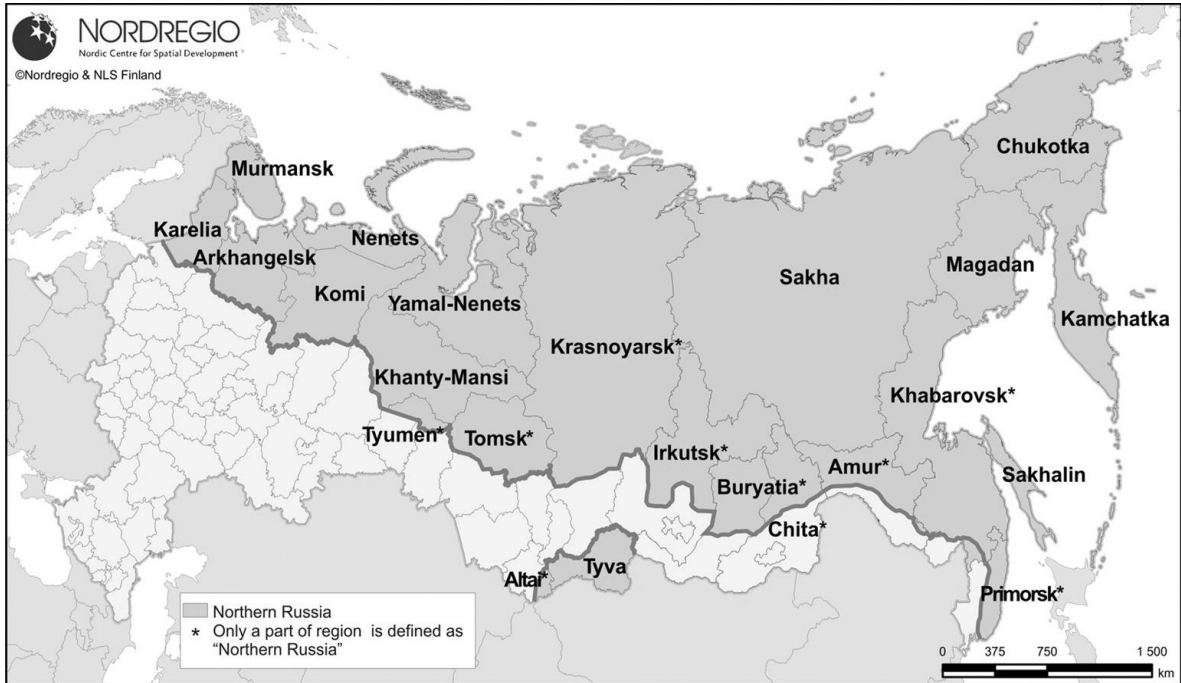 NORDREGIO
Nordic Centre for Spatial Development
©Nordregio & NLS Finland
Chukotka
Murmansk
Karelia
Nenets
Arkhangelsk
Magadan
Sakha
Komi
Yamal-Nenets
Kamchatka
Krasnoyarsk*
Khanty-Mansi
Khabarovsk*
Tyumen*
Tomsk*
Irkutsk*
Amur*
Sakhalin
Buryatia*
Chita*
Tyva
Altai*
Primorsk*
Northern Russia
* Only a part of region is defined as
"Northern Russia"
0 375 750 1 500
km